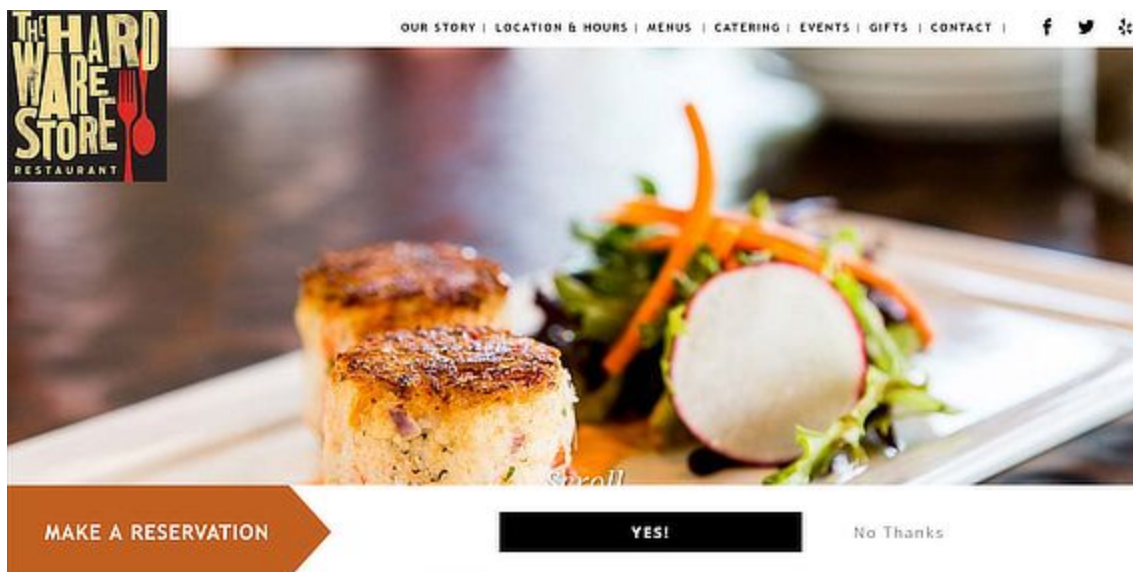 THE HARD
WARE
STORE
RESTAURANT
OUR STORY | LOCATION & HOURS | MENUS | CATERING | EVENTS | GIFTS | CONTACT |
Scroll
MAKE A RESERVATION
YES!
No Thanks